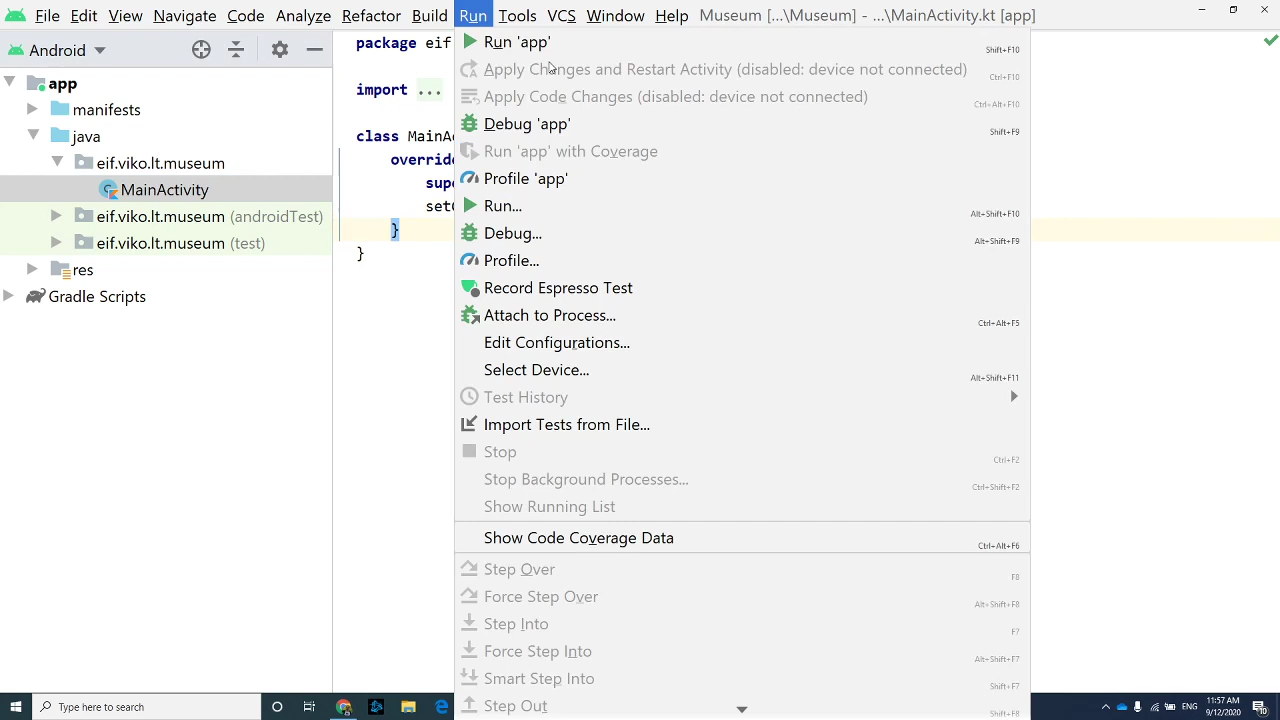 File Edit View Navigate Code Analyze Refactor Build Run Tools VCS Window Help Museum [...\Museum] - ...\MainActivity.kt [app]
Android
app
manifests
java
eif.viko.lt.museum
MainActivity
eif.viko.lt.museum (androidTest)
eif.viko.lt.museum (test)
res
Gradle Scripts
package eif
import ...
class MainAc
override
supe
setC
}
}
Run 'app' Shift+F10
Apply Changes and Restart Activity (disabled: device not connected) Ctrl+F10
Apply Code Changes (disabled: device not connected) Ctrl+Alt+F10
Debug 'app' Shift+F9
Run 'app' with Coverage
Profile 'app'
Run... Alt+Shift+F10
Debug... Alt+Shift+F9
Profile...
Record Espresso Test
Attach to Process... Ctrl+Alt+F5
Edit Configurations...
Select Device... Alt+Shift+F11
Test History
Import Tests from File...
Stop Ctrl+F2
Stop Background Processes... Ctrl+Shift+F2
Show Running List
Show Code Coverage Data Ctrl+Alt+F6
Step Over F8
Force Step Over Alt+Shift+F8
Step Into F7
Force Step Into Alt+Shift+F7
Smart Step Into Shift+F7
Step Out Shift+F8
Type here to search
ENG
11:57 AM
9/12/2020